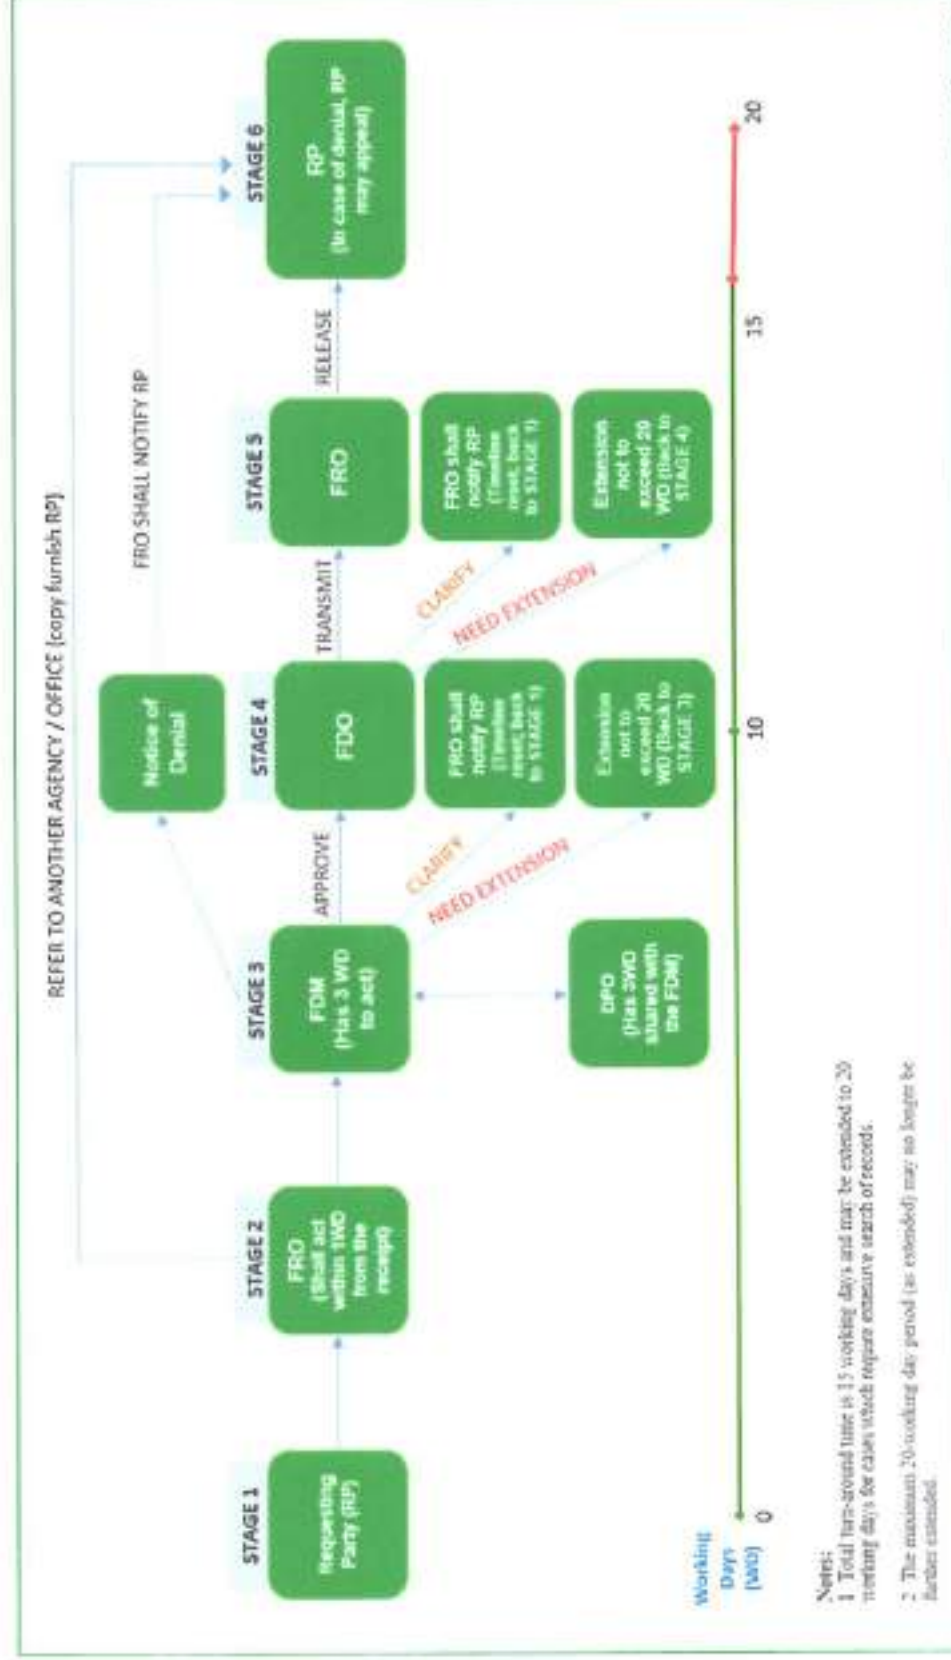 REFER TO ANOTHER AGENCY / OFFICE (copy furnish RP)
FRO SHALL NOTIFY RP
Notice of
Denial
STAGE 1
Requesting
Party (RP)
STAGE 2
FRO
(Shall act
within 1WD
from the
receipt)
STAGE 3
FDM
(Has 3 WD
to act)
APPROVE
STAGE 4
FDO
TRANSMIT
STAGE 5
FRO
RELEASE
STAGE 6
RP
(In case of denial, RP
may appeal)
CLARIFY
NEED EXTENSION
FRO shall
notify RP
(Timeline
reset, back
to STAGE 1)
CLARIFY
NEED EXTENSION
FRO shall
notify RP
(Timeline
reset, back
to STAGE 1)
DPO
(Has 3WD
shared with
the FDM)
Extension
not to
exceed 20
WD (Back to
STAGE 3)
Extension
not to
exceed 20
WD (Back to
STAGE 4)
Working
Days
(WD)
0
10
15
20
Notes:
1 Total turn-around time is 15 working days and may be extended to 20
working days for cases which require extensive search of records.
2 The maximum 20-working day period (as extended) may no longer be
further extended.